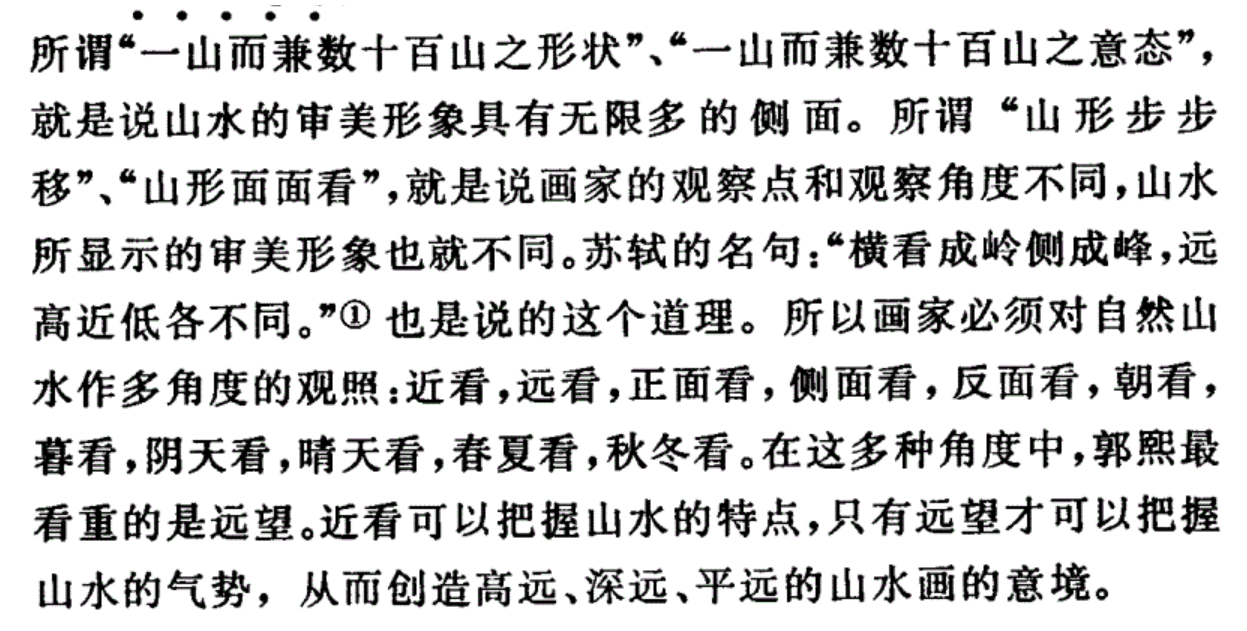 所谓“一山而兼数十百山之形状”、“一山而兼数十百山之意态”，
就是说山水的审美形象具有无限多的侧面。所谓“山形步步
移”、“山形面面看”，就是说画家的观察点和观察角度不同，山水
所显示的审美形象也就不同。苏轼的名句：“横看成岭侧成峰，远
高近低各不同。”①也是说的这个道理。所以画家必须对自然山
水作多角度的观照：近看，远看，正面看，侧面看，反面看，朝看，
暮看，阴天看，晴天看，春夏看，秋冬看。在这多种角度中，郭熙最
看重的是远望。近看可以把握山水的特点，只有远望才可以把握
山水的气势，从而创造高远、深远、平远的山水画的意境。